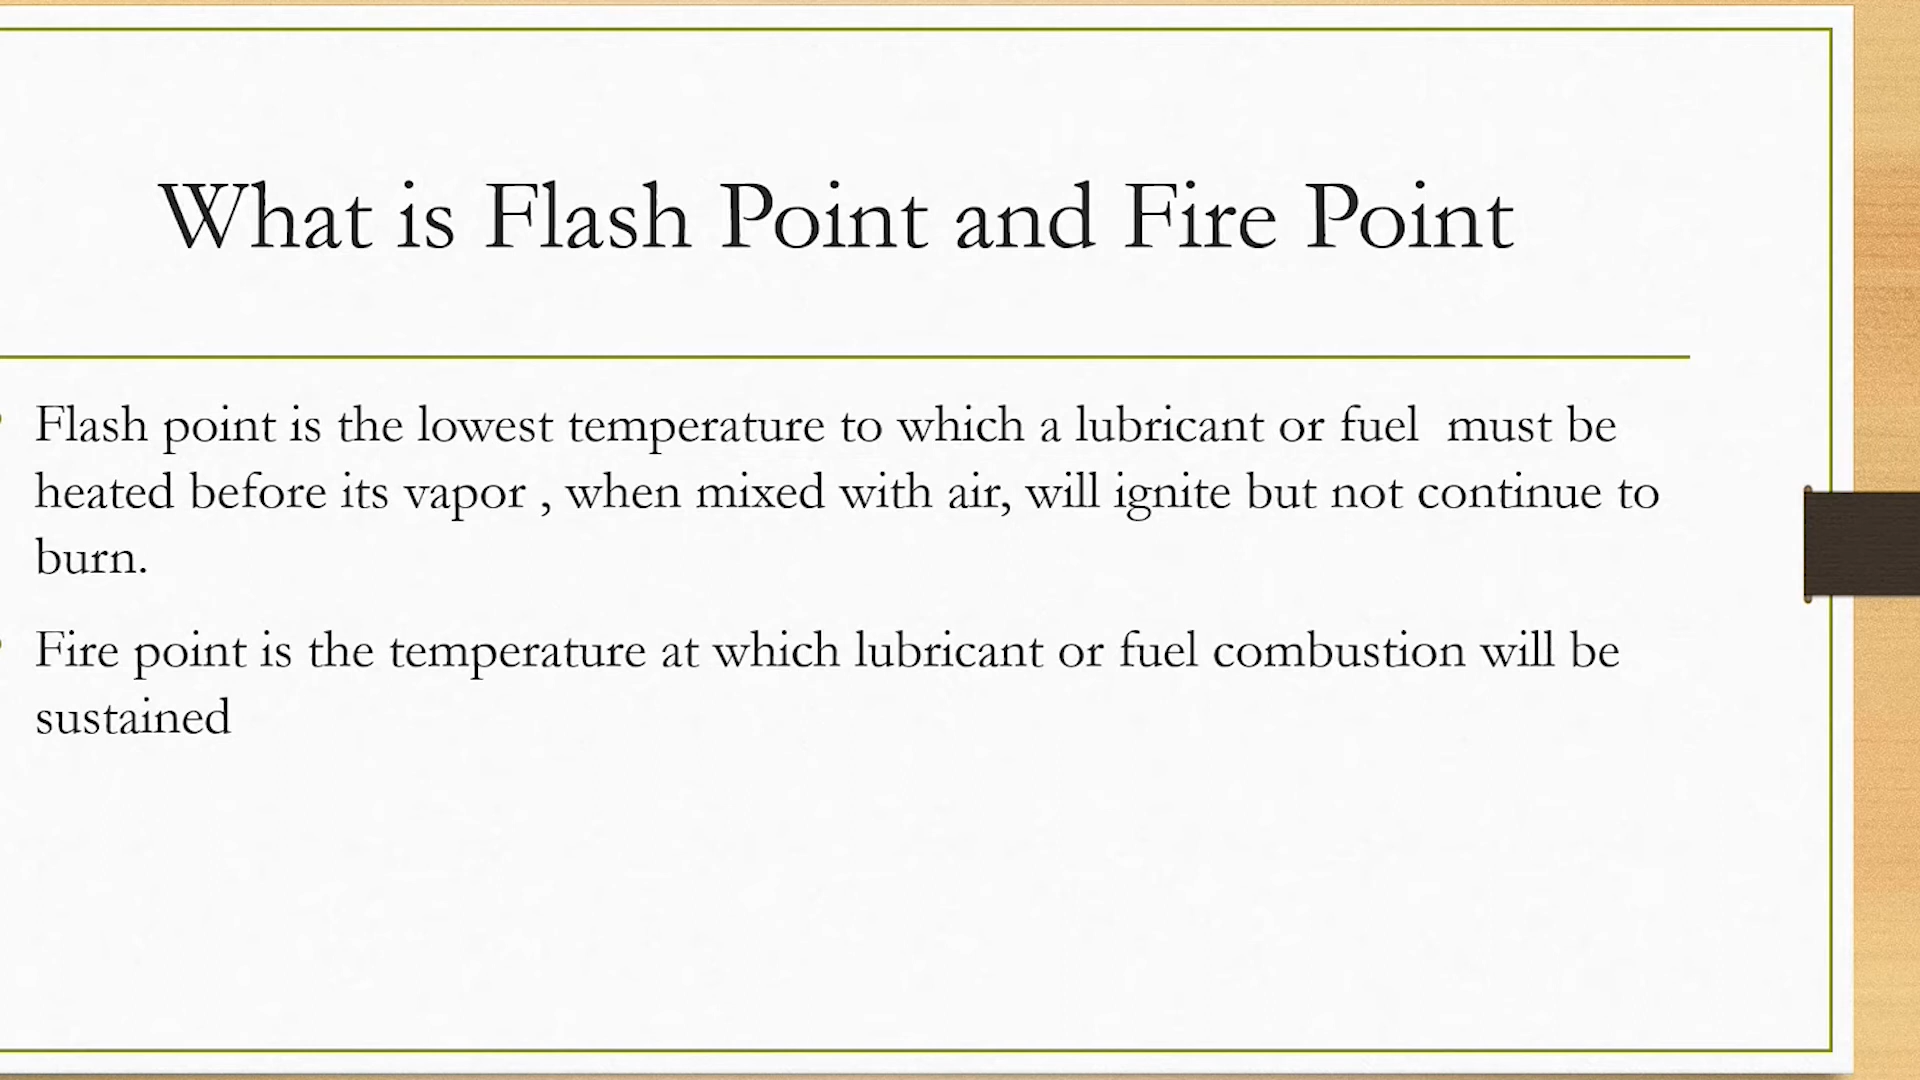 What is Flash Point and Fire Point
Flash point is the lowest temperature to which a lubricant or fuel  must be
heated before its vapor , when mixed with air, will ignite but not continue to
burn.
Fire point is the temperature at which lubricant or fuel combustion will be
sustained